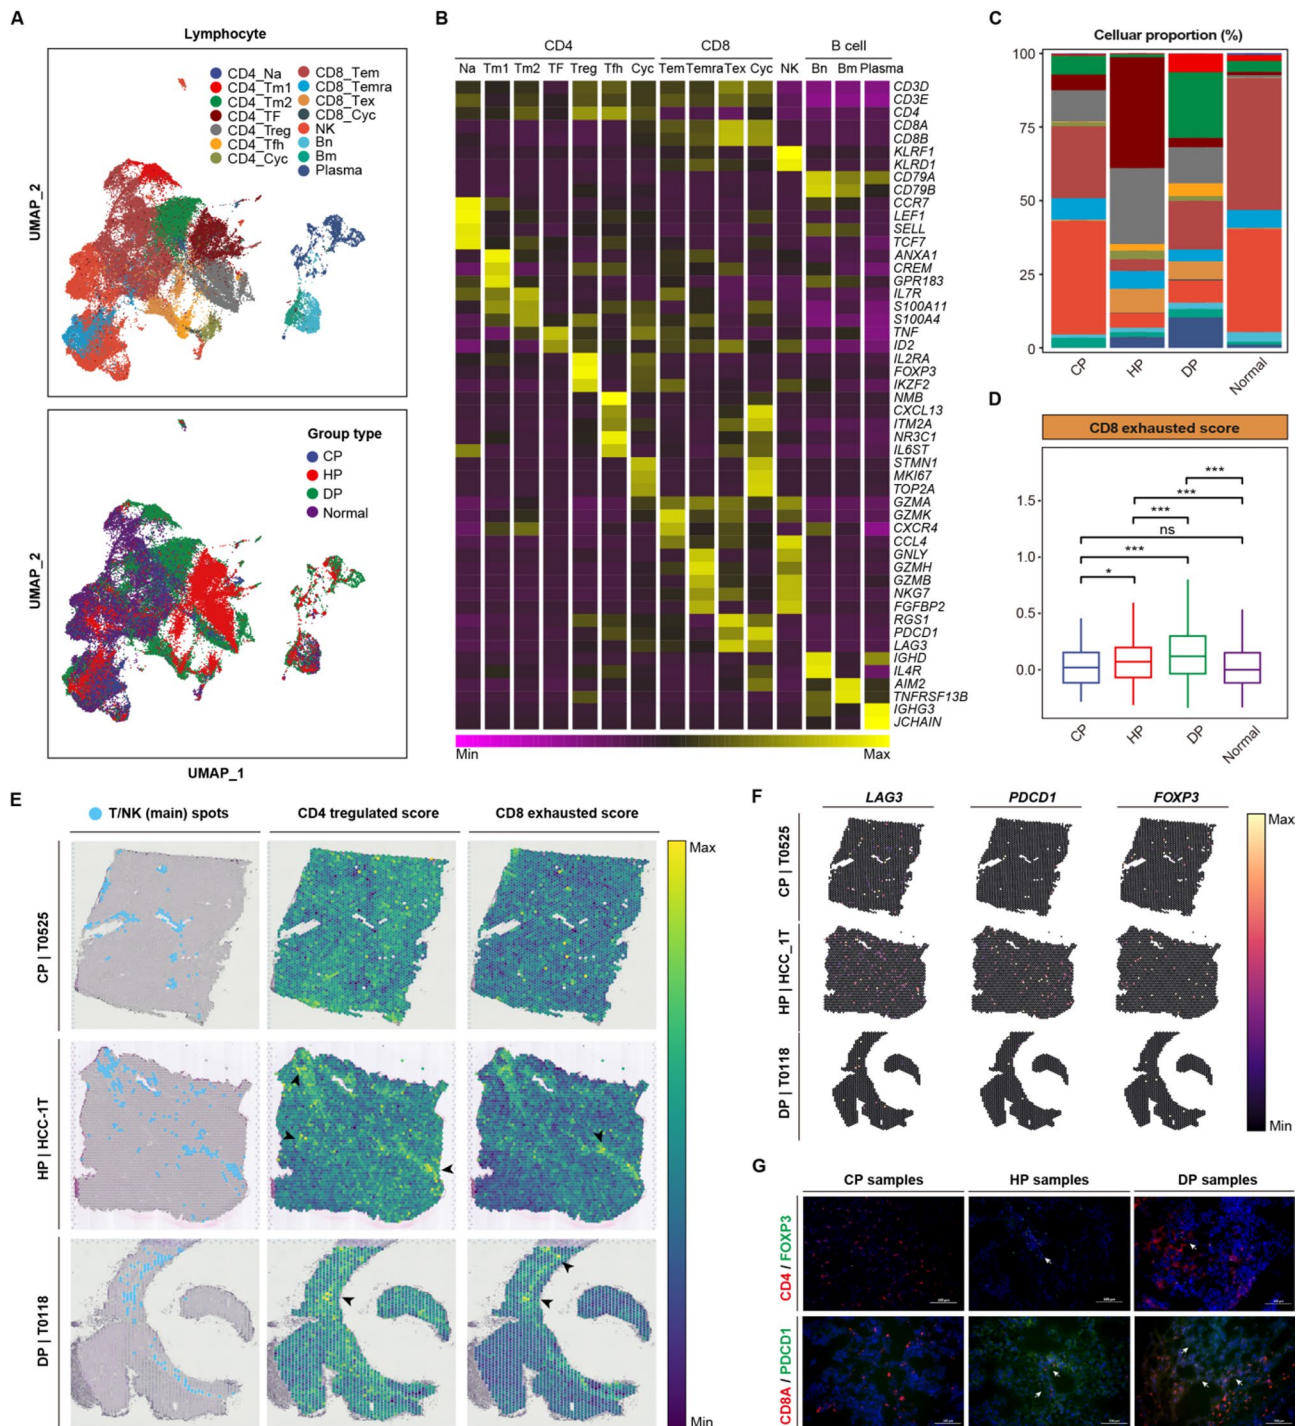 A
Lymphocyte
CD4_Na
CD4_Tm1
CD4_Tm2
CD4_TF
CD4_Treg
CD4_Tfh
CD4_Cyc
CD8_Tem
CD8_Temra
CD8_Tex
CD8_Cyc
NK
Bn
Bm
Plasma
UMAP_2
Group type
CP
HP
DP
Normal
UMAP_2
UMAP_1
B
CD4 CD8 B cell
Na Tm1 Tm2 TF Treg Tfh Cyc Tem Temra Tex Cyc NK Bn Bm Plasma
CD3D
CD3E
CD4
CD8A
CD8B
KLRF1
KLRD1
CD79A
CD79B
CCR7
LEF1
SELL
TCF7
ANXA1
CREM
GPR183
IL7R
S100A11
S100A4
TNF
ID2
IL2RA
FOXP3
IKZF2
NMB
CXCL13
ITM2A
NR3C1
IL6ST
STMN1
MKI67
TOP2A
GZMA
GZMK
CXCR4
CCL4
GNLY
GZMH
GZMB
NKG7
FGFBP2
RGS1
PDCD1
LAG3
IGHD
IL4R
AIM2
TNFRSF13B
IGHG3
JCHAIN
Min Max
C
Celluar proportion (%)
100
75
50
25
0
CP HP DP Normal
D
CD8 exhausted score
***
***
***
ns
***
*
1.5
1.0
0.5
0.0
CP HP DP Normal
E
T/NK (main) spots CD4 tregulated score CD8 exhausted score
CP | T0525
HP | HCC-1T
DP | T0118
Max
Min
F
LAG3 PDCD1 FOXP3
CP | T0525
HP | HCC_1T
DP | T0118
Max
Min
G
CP samples HP samples DP samples
CD4 / FOXP3
CD8A / PDCD1